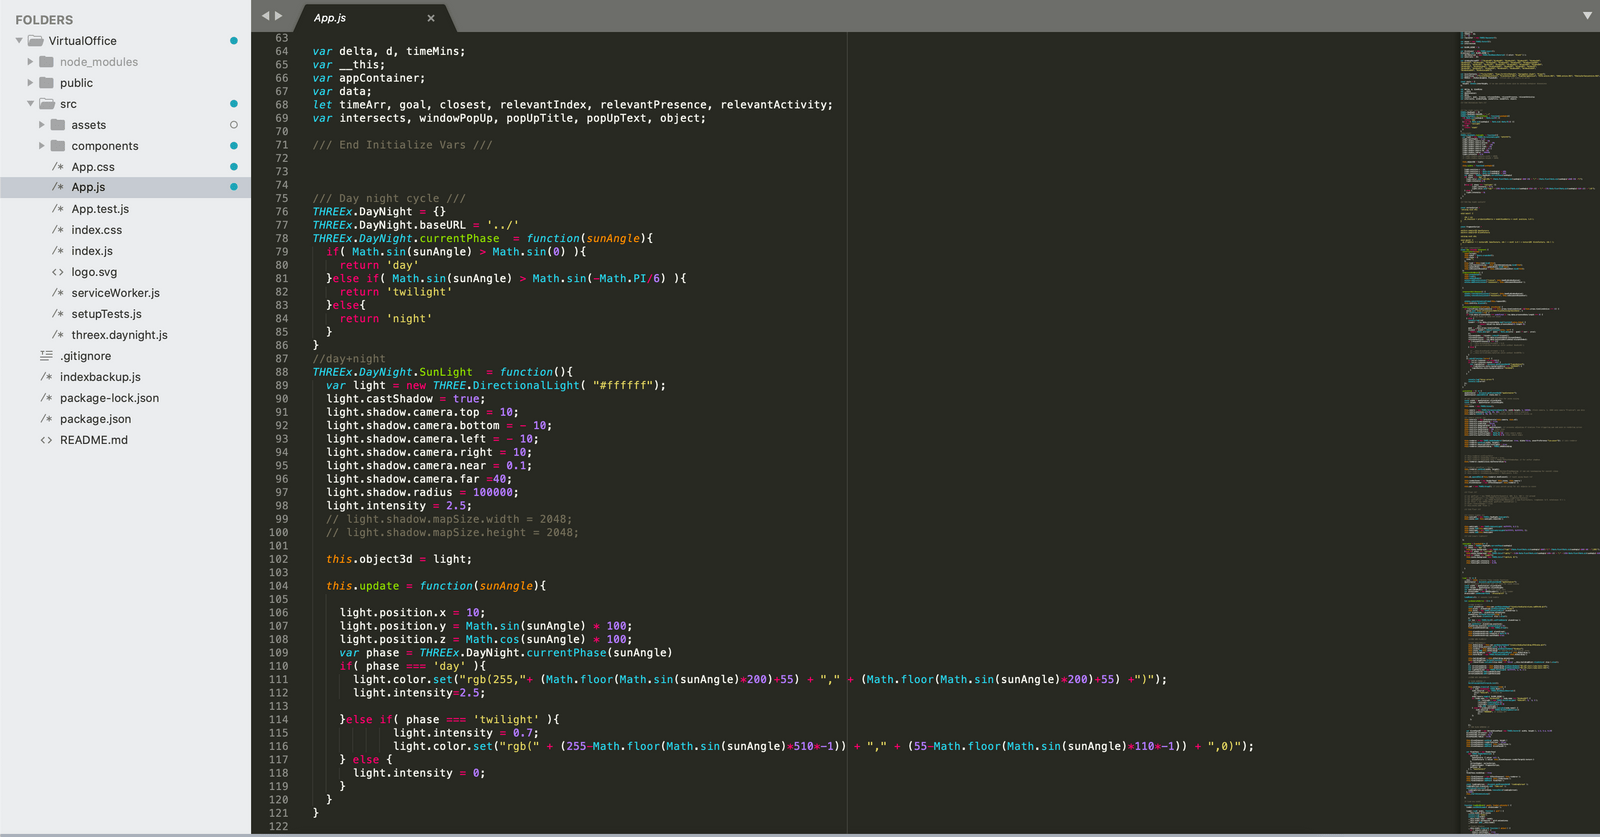 FOLDERS
VirtualOffice
node_modules
public
src
assets
components
/* App.css
/* App.js
/* App.test.js
/* index.css
/* index.js
<> logo.svg
/* serviceWorker.js
/* setupTests.js
/* threex.daynight.js
.gitignore
/* indexbackup.js
/* package-lock.json
/* package.json
<> README.md
App.js ×
63
64 var delta, d, timeMins;
65 var __this;
66 var appContainer;
67 var data;
68 let timeArr, goal, closest, relevantIndex, relevantPresence, relevantActivity;
69 var intersects, windowPopUp, popUpTitle, popUpText, object;
70
71 /// End Initialize Vars ///
72
73
74
75 /// Day night cycle ///
76 THREEx.DayNight = {}
77 THREEx.DayNight.baseURL = '../'
78 THREEx.DayNight.currentPhase  = function(sunAngle){
79   if( Math.sin(sunAngle) > Math.sin(0) ){
80     return 'day'
81   }else if( Math.sin(sunAngle) > Math.sin(-Math.PI/6) ){
82     return 'twilight'
83   }else{
84     return 'night'
85   }
86 }
87 //day+night
88 THREEx.DayNight.SunLight  = function(){
89   var light = new THREE.DirectionalLight( "#ffffff");
90   light.castShadow = true;
91   light.shadow.camera.top = 10;
92   light.shadow.camera.bottom = - 10;
93   light.shadow.camera.left = - 10;
94   light.shadow.camera.right = 10;
95   light.shadow.camera.near = 0.1;
96   light.shadow.camera.far =40;
97   light.shadow.radius = 100000;
98   light.intensity = 2.5;
99   // light.shadow.mapSize.width = 2048;
100   // light.shadow.mapSize.height = 2048;
101
102   this.object3d = light;
103
104   this.update = function(sunAngle){
105
106     light.position.x = 10;
107     light.position.y = Math.sin(sunAngle) * 100;
108     light.position.z = Math.cos(sunAngle) * 100;
109     var phase = THREEx.DayNight.currentPhase(sunAngle)
110     if( phase === 'day' ){
111       light.color.set("rgb(255,"+ (Math.floor(Math.sin(sunAngle)*200)+55) + "," + (Math.floor(Math.sin(sunAngle)*200)+55) +")");
112       light.intensity=2.5;
113
114     }else if( phase === 'twilight' ){
115             light.intensity = 0.7;
116             light.color.set("rgb(" + (255-Math.floor(Math.sin(sunAngle)*510*-1)) + "," + (55-Math.floor(Math.sin(sunAngle)*110*-1)) + ",0)");
117     } else {
118       light.intensity = 0;
119     }
120   }
121 }
122